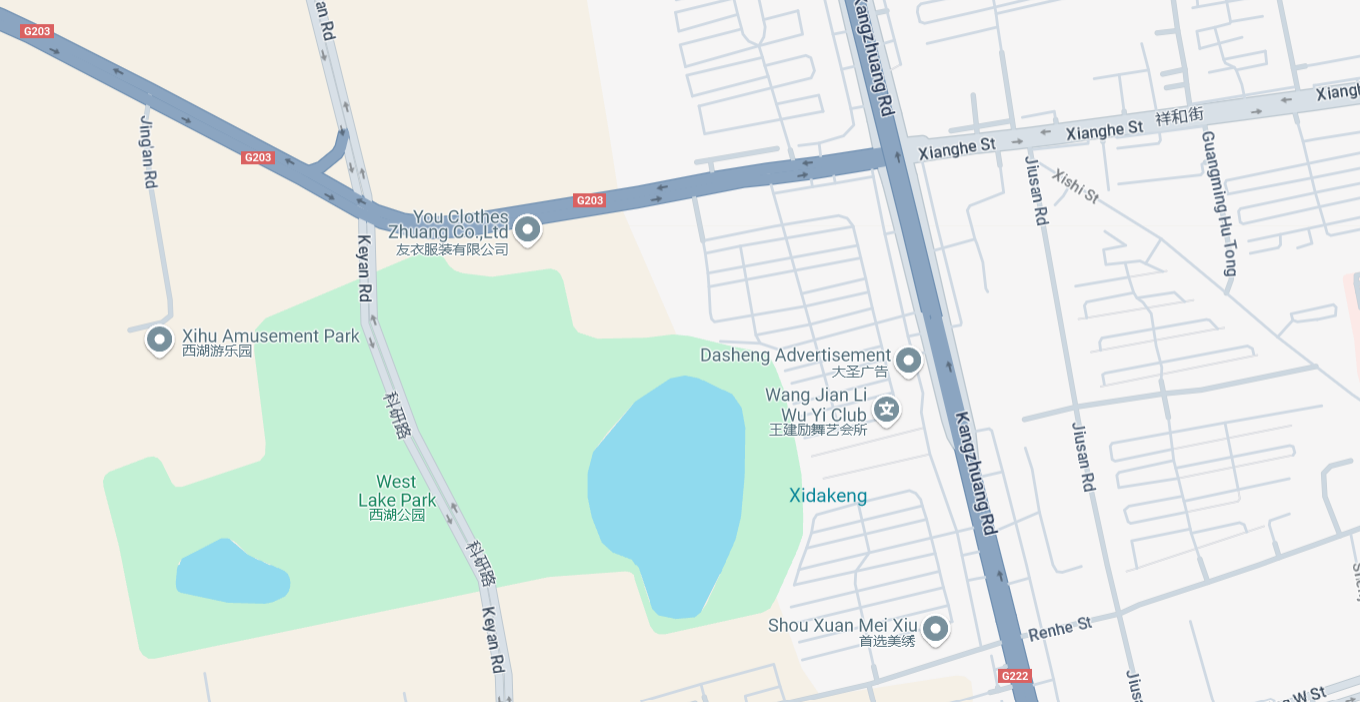 G203
an Rd
Kangzhuang Rd
Xiangh
Xianghe St
Xianghe St
祥和街
Jing'an Rd
G203
Guangming Hu Tong
Jiusan Rd
Xishi St
G203
You Clothes
Zhuang Co.,Ltd
友衣服装有限公司
Keyan Rd
Xihu Amusement Park
西湖游乐园
Dasheng Advertisement
大圣广告
Wang Jian Li
Wu Yi Club
王建励舞艺会所
科研路
Kangzhuang Rd
Jiusan Rd
West
Lake Park
西湖公园
Xidakeng
科研路
Keyan Rd
Shou Xuan Mei Xiu
首选美绣
Renhe St
G222
Jius
W St